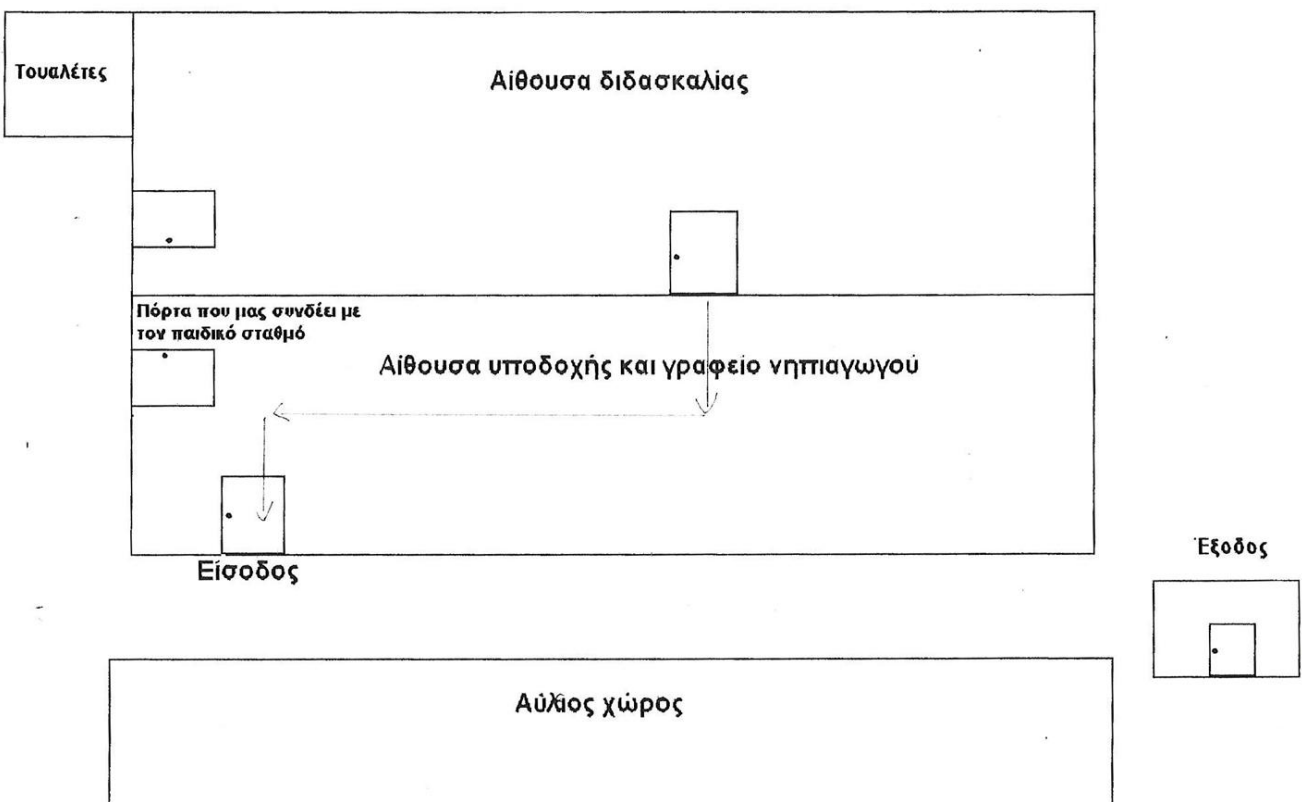 Τουαλέτες
Αίθουσα διδασκαλίας
Πόρτα που μας συνδέει με
τον παιδικό σταθμό
Αίθουσα υποδοχής και γραφείο νηπιαγωγού
Είσοδος
Έξοδος
Αύλιος χώρος